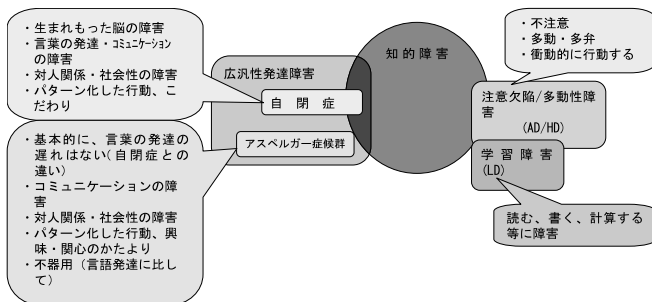 ・生まれもった脳の障害
・言葉の発達・コミュニケーション
の障害
・対人関係・社会性の障害
・パターン化した行動、こ
だわり
広汎性発達障害
自閉症
アスペルガー症候群
・基本的に、言葉の発達の
遅れはない(自閉症との
違い)
・コミュニケーションの障
害
・対人関係・社会性の障害
・パターン化した行動、興
味・関心のかたより
・不器用（言語発達に比し
て）
知的障害
・不注意
・多動・多弁
・衝動的に行動する
注意欠陥/多動性障
害
(AD/HD)
学習障害
(LD)
読む、書く、計算する
等に障害